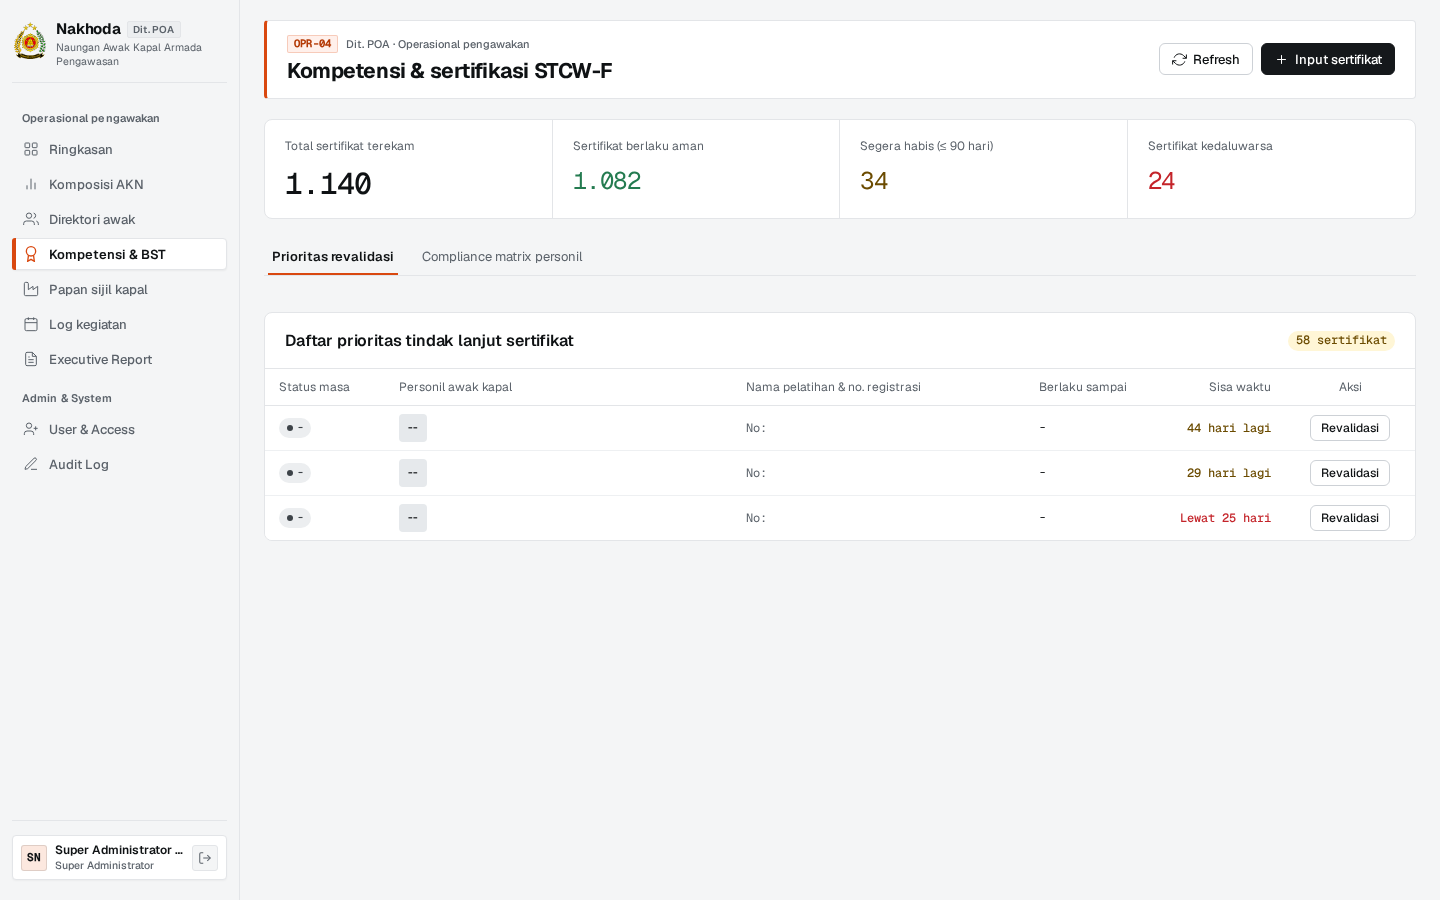 Nakhoda Dit. POA
Naungan Awak Kapal Armada
Pengawasan
Operasional pengawakan
Ringkasan
Komposisi AKN
Direktori awak
Kompetensi & BST
Papan sijil kapal
Log kegiatan
Executive Report
Admin & System
User & Access
Audit Log
SN
Super Administrator ...
Super Administrator
OPR-04 Dit. POA · Operasional pengawakan
Kompetensi & sertifikasi STCW-F
Refresh
Input sertifikat
Total sertifikat terekam
1.140
Sertifikat berlaku aman
1.082
Segera habis (≤ 90 hari)
34
Sertifikat kedaluwarsa
24
Prioritas revalidasi
Compliance matrix personil
Daftar prioritas tindak lanjut sertifikat
58 sertifikat
Status masa Personil awak kapal Nama pelatihan & no. registrasi Berlaku sampai Sisa waktu Aksi
- -- No: - 44 hari lagi Revalidasi
- -- No: - 29 hari lagi Revalidasi
- -- No: - Lewat 25 hari Revalidasi